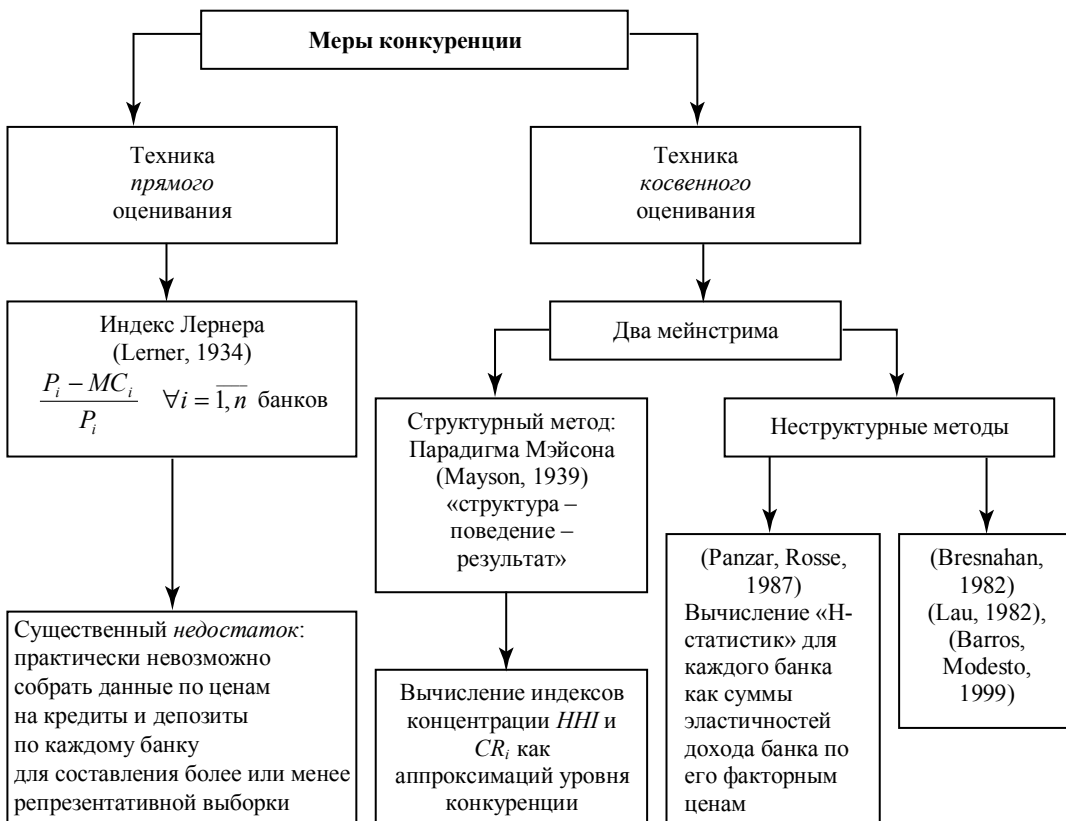 Меры конкуренции
Техника
прямого
оценивания
Техника
косвенного
оценивания
Индекс Лернера
(Lerner, 1934)
(P_i − MC_i) / P_i ∀i = \overline{1, n} банков
Два мейнстрима
Структурный метод:
Парадигма Мэйсона
(Mayson, 1939)
«структура –
поведение –
результат»
Неструктурные методы
Существенный недостаток:
практически невозможно
собрать данные по ценам
на кредиты и депозиты
по каждому банку
для составления более или менее
репрезентативной выборки
Вычисление индексов
концентрации HHI и
CR_i как
аппроксимаций уровня
конкуренции
(Panzar, Rosse,
1987)
Вычисление «Н-
статистик» для
каждого банка
как суммы
эластичностей
дохода банка по
его факторным
ценам
(Bresnahan,
1982)
(Lau, 1982),
(Barros,
Modesto,
1999)